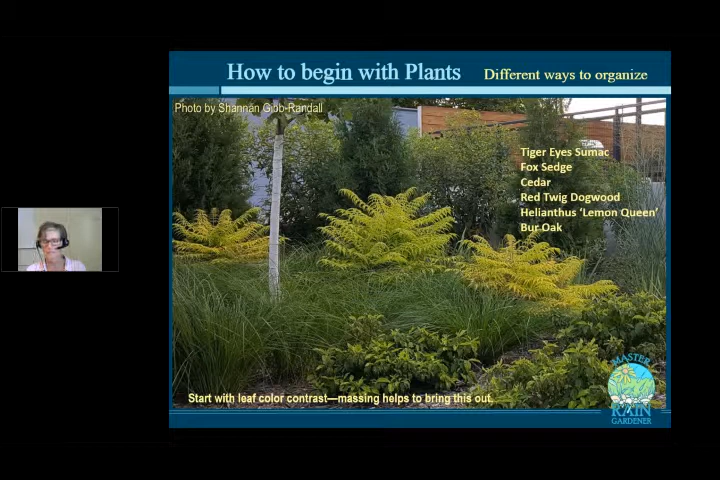 How to begin with Plants Different ways to organize
Photo by Shannan Gibb-Randall
Tiger Eyes Sumac
Fox Sedge
Cedar
Red Twig Dogwood
Helianthus ‘Lemon Queen’
Bur Oak
Start with leaf color contrast—massing helps to bring this out.
MASTER
RAIN
GARDENER